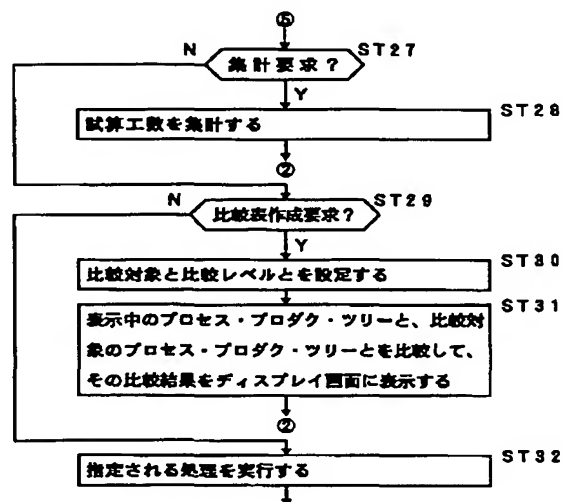 ⑤
N
集計要求?
ST27
Y
ST28
試算工数を集計する
②
N
比較表作成要求?
ST29
Y
ST30
比較対象と比較レベルとを設定する
ST31
表示中のプロセス・プロダク・ツリーと、比較対
象のプロセス・プロダク・ツリーとを比較して、
その比較結果をディスプレイ画面に表示する
②
ST32
指定される処理を実行する